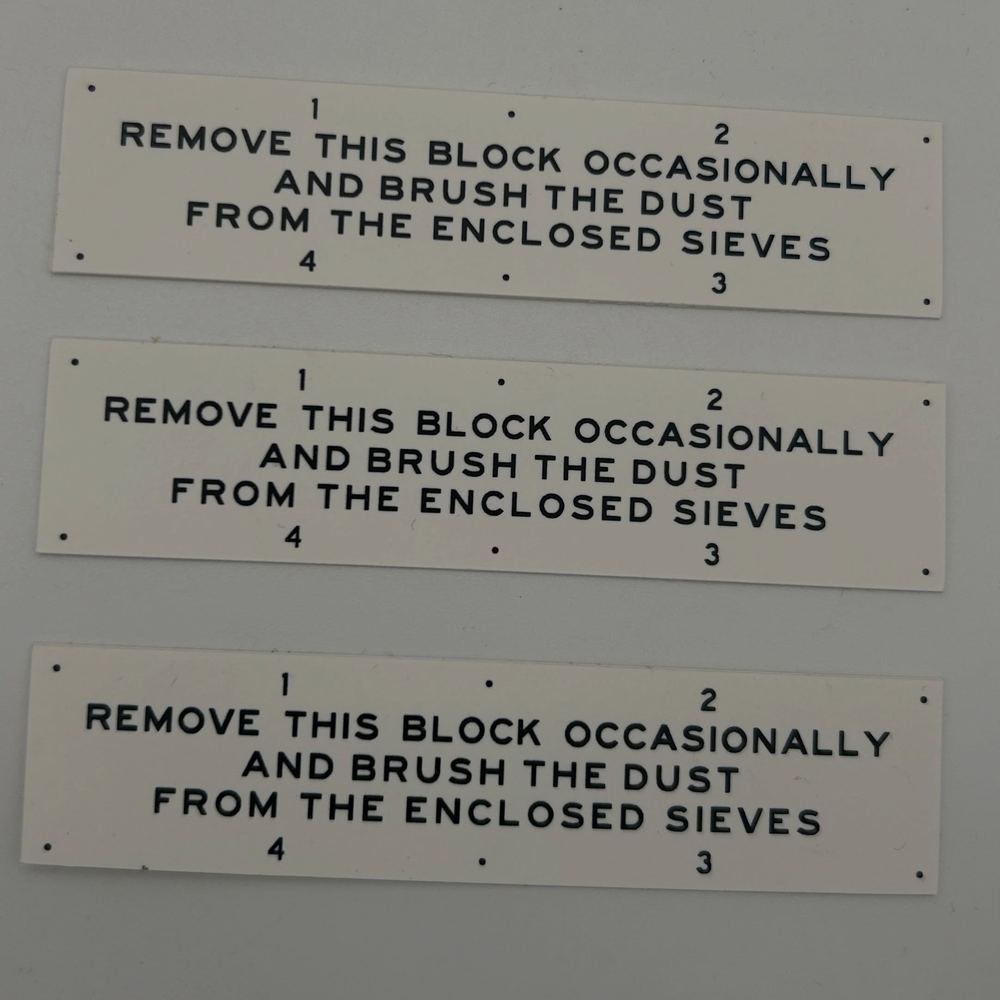 1 2
REMOVE THIS BLOCK OCCASIONALLY
AND BRUSH THE DUST
FROM THE ENCLOSED SIEVES
4 3
1 2
REMOVE THIS BLOCK OCCASIONALLY
AND BRUSH THE DUST
FROM THE ENCLOSED SIEVES
4 3
1 2
REMOVE THIS BLOCK OCCASIONALLY
AND BRUSH THE DUST
FROM THE ENCLOSED SIEVES
4 3